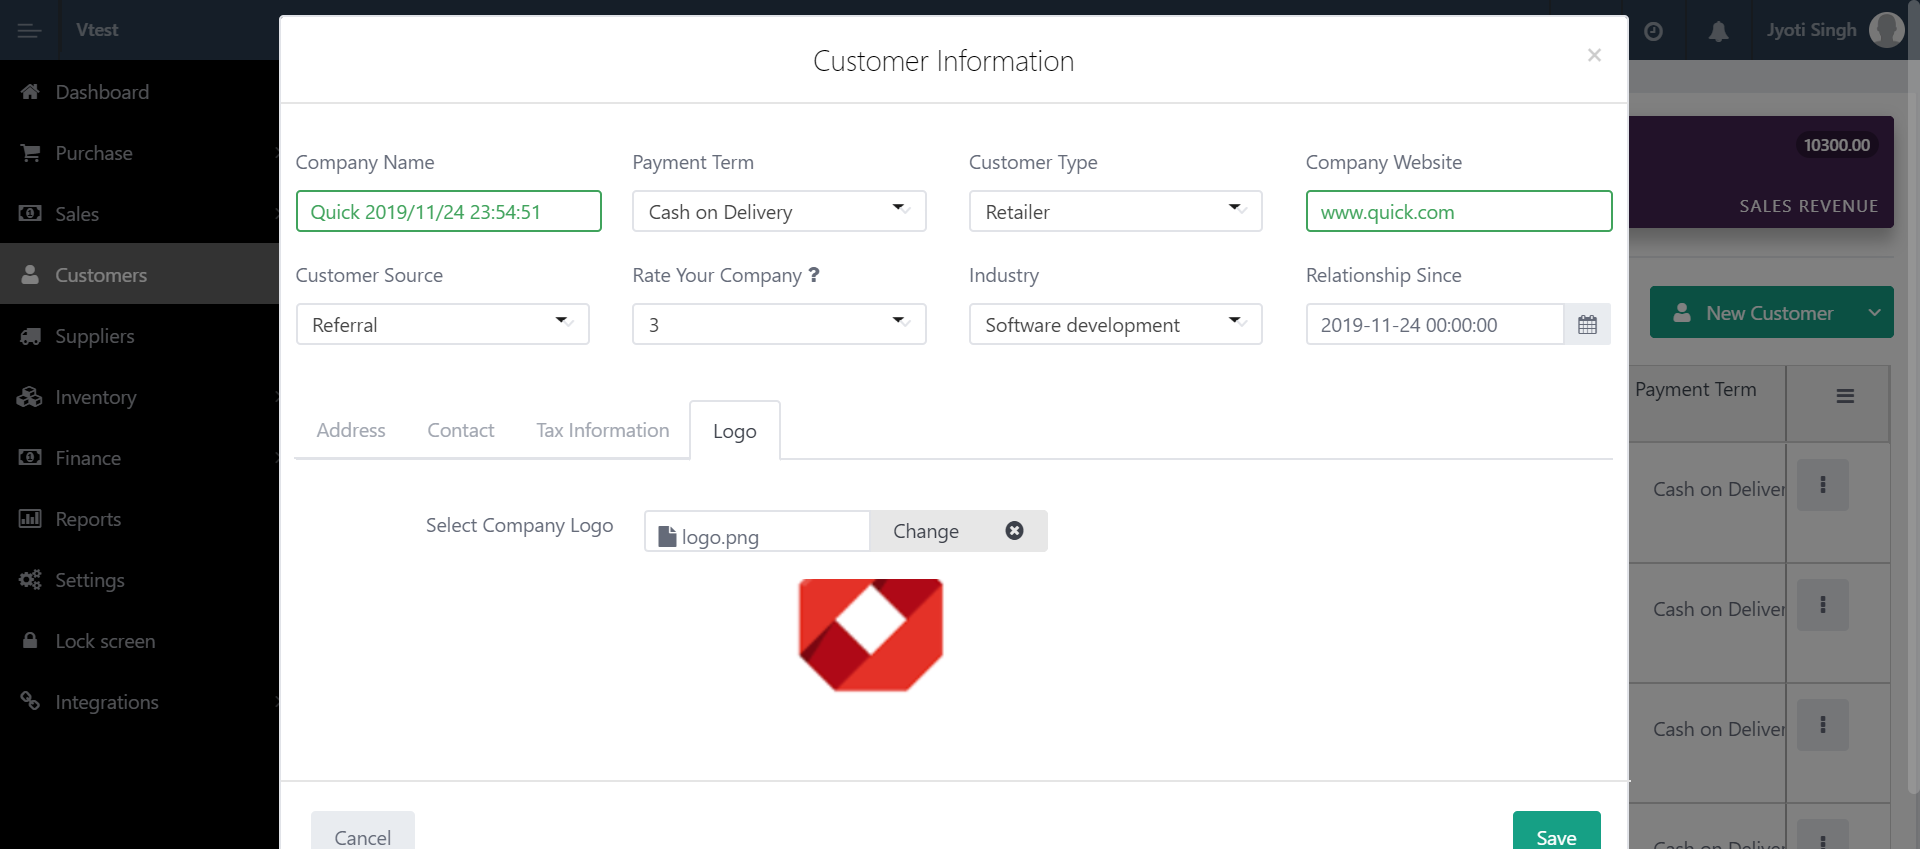 Vtest
Jyoti Singh
Dashboard
Purchase
Sales
Customers
Suppliers
Inventory
Finance
Reports
Settings
Lock screen
Integrations
Customer Information
×
Company Name
Payment Term
Customer Type
Company Website
Quick 2019/11/24 23:54:51
Cash on Delivery
Retailer
www.quick.com
Customer Source
Rate Your Company ?
Industry
Relationship Since
Referral
3
Software development
2019-11-24 00:00:00
Address
Contact
Tax Information
Logo
Select Company Logo
logo.png
Change
Cancel
Save
10300.00
SALES REVENUE
New Customer
Payment Term
Cash on Deliver
Cash on Deliver
Cash on Deliver
Cash on Deliver